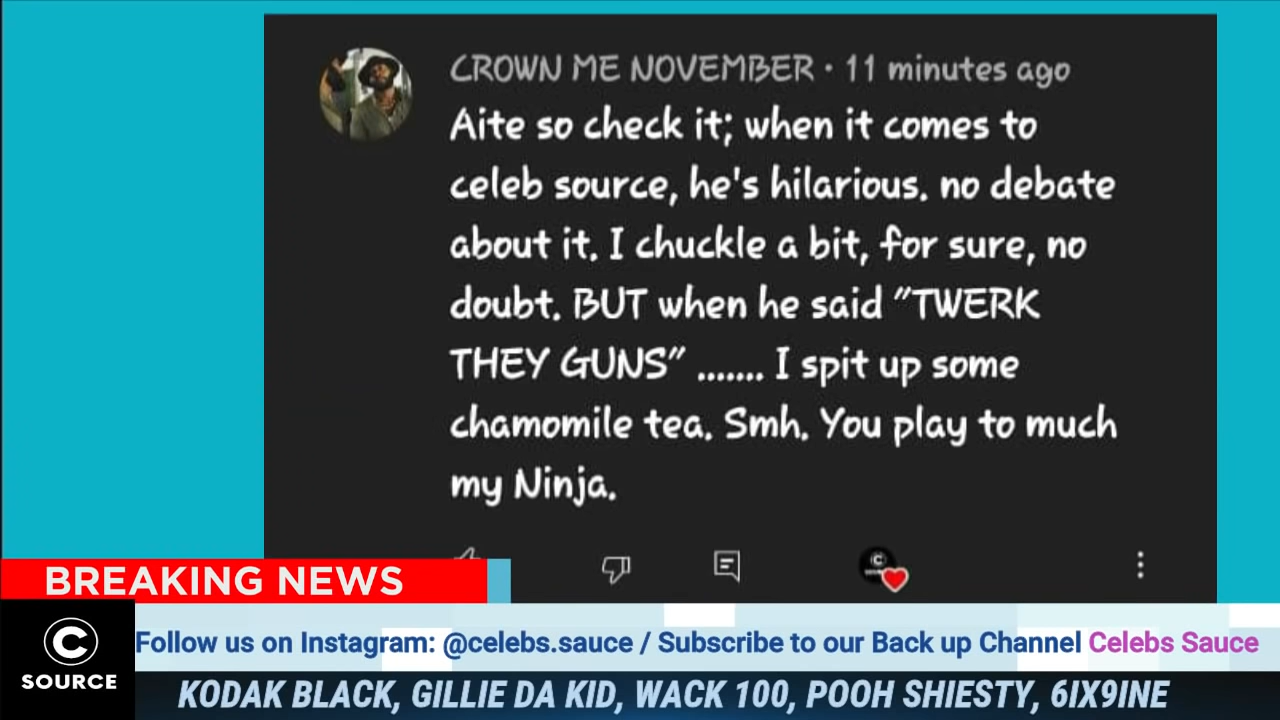 CROWN ME NOVEMBER • 11 minutes ago
Aite so check it; when it comes to
celeb source, he's hilarious. no debate
about it. I chuckle a bit, for sure, no
doubt. BUT when he said "TWERK
THEY GUNS" ....... I spit up some
chamomile tea. Smh. You play to much
my Ninja.
BREAKING NEWS
C
SOURCE
Follow us on Instagram: @celebs.sauce / Subscribe to our Back up Channel Celebs Sauce
KODAK BLACK, GILLIE DA KID, WACK 100, POOH SHIESTY, 6IX9INE